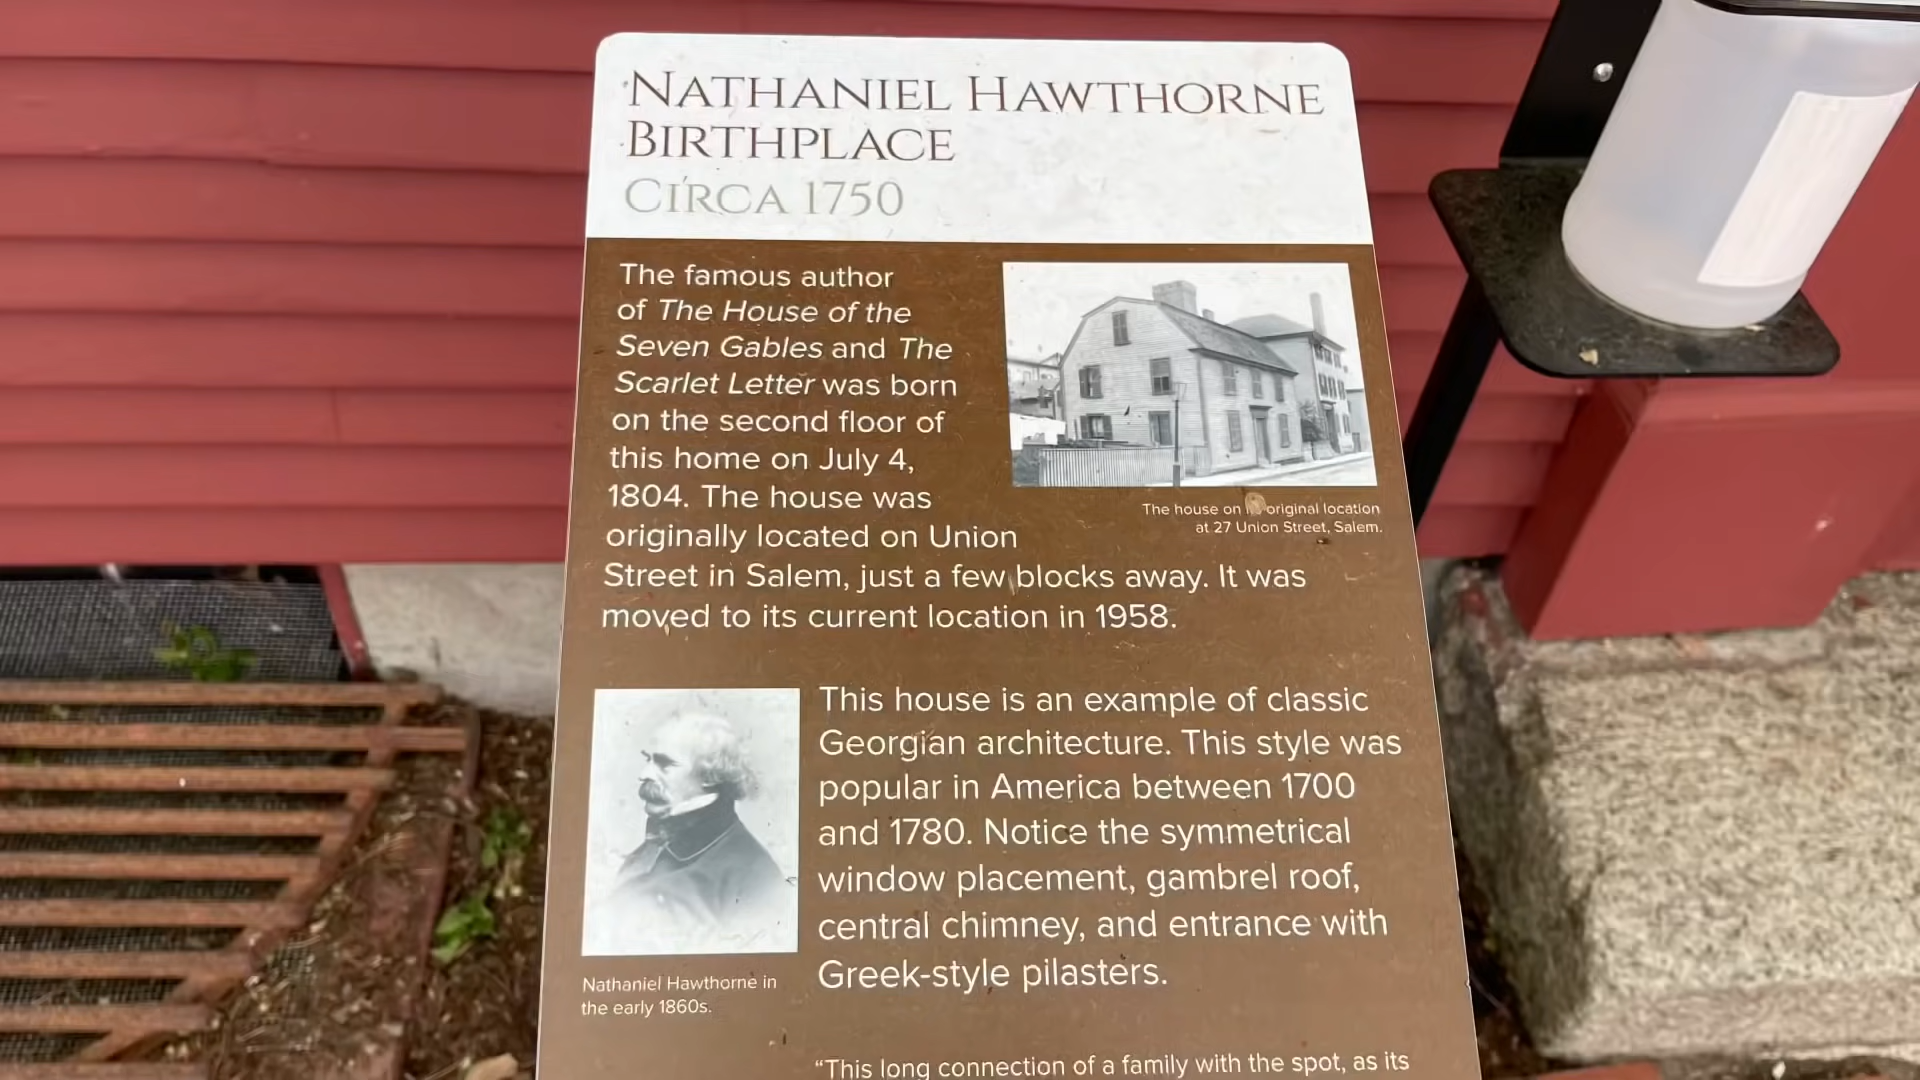 NATHANIEL HAWTHORNE
BIRTHPLACE
CIRCA 1750
The famous author
of The House of the
Seven Gables and The
Scarlet Letter was born
on the second floor of
this home on July 4,
1804. The house was
originally located on Union
Street in Salem, just a few blocks away. It was
moved to its current location in 1958.
The house on original location
at 27 Union Street, Salem.
This house is an example of classic
Georgian architecture. This style was
popular in America between 1700
and 1780. Notice the symmetrical
window placement, gambrel roof,
central chimney, and entrance with
Greek-style pilasters.
Nathaniel Hawthorne in
the early 1860s.
“This long connection of a family with the spot, as its